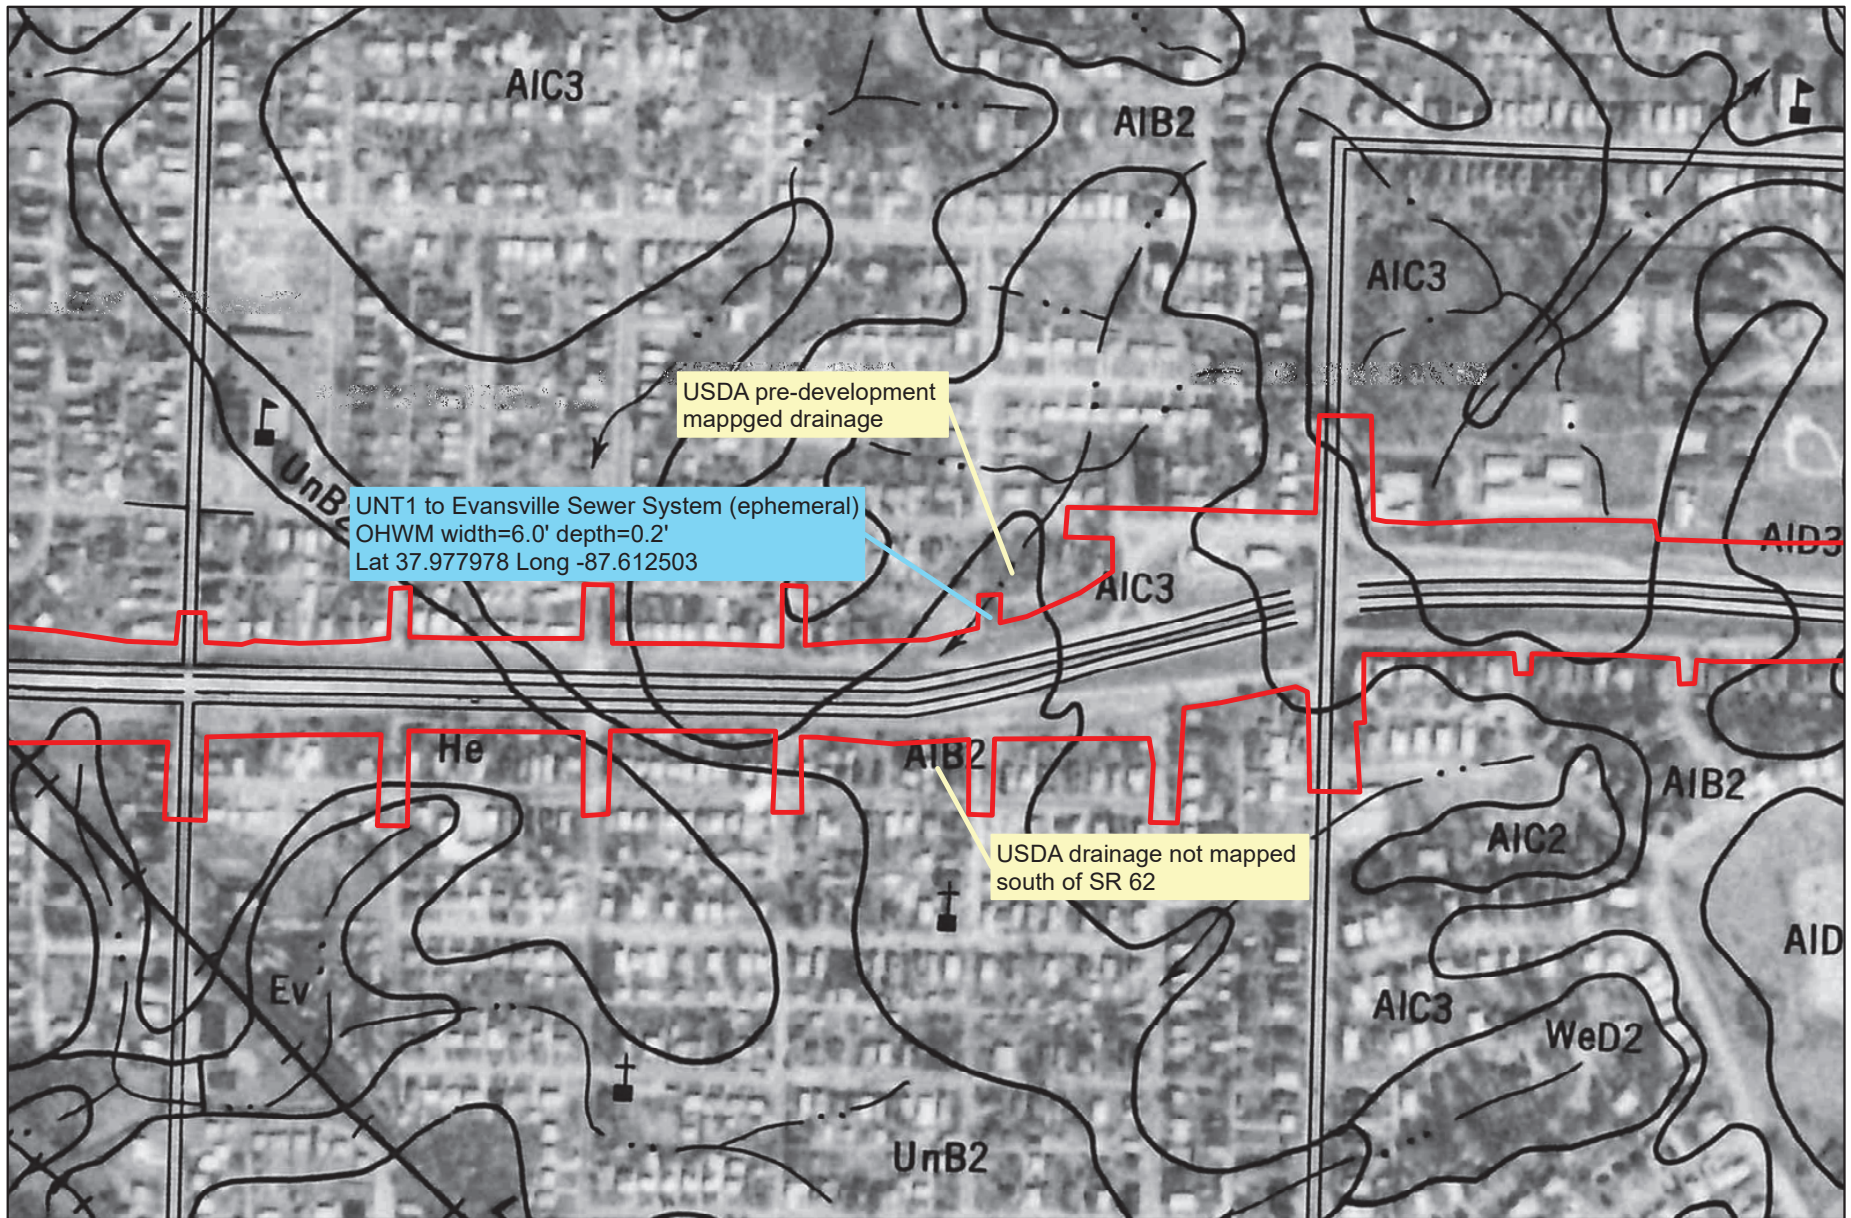 AlC3
AlB2
AlC3
USDA pre-development
mappged drainage
UnB2
UNT1 to Evansville Sewer System (ephemeral)
OHWM width=6.0' depth=0.2'
Lat 37.977978 Long -87.612503
AlD3
AlC3
He
AlB2
AlB2
USDA drainage not mapped
south of SR 62
AlC2
AlD
Ev
AlC3
WeD2
UnB2